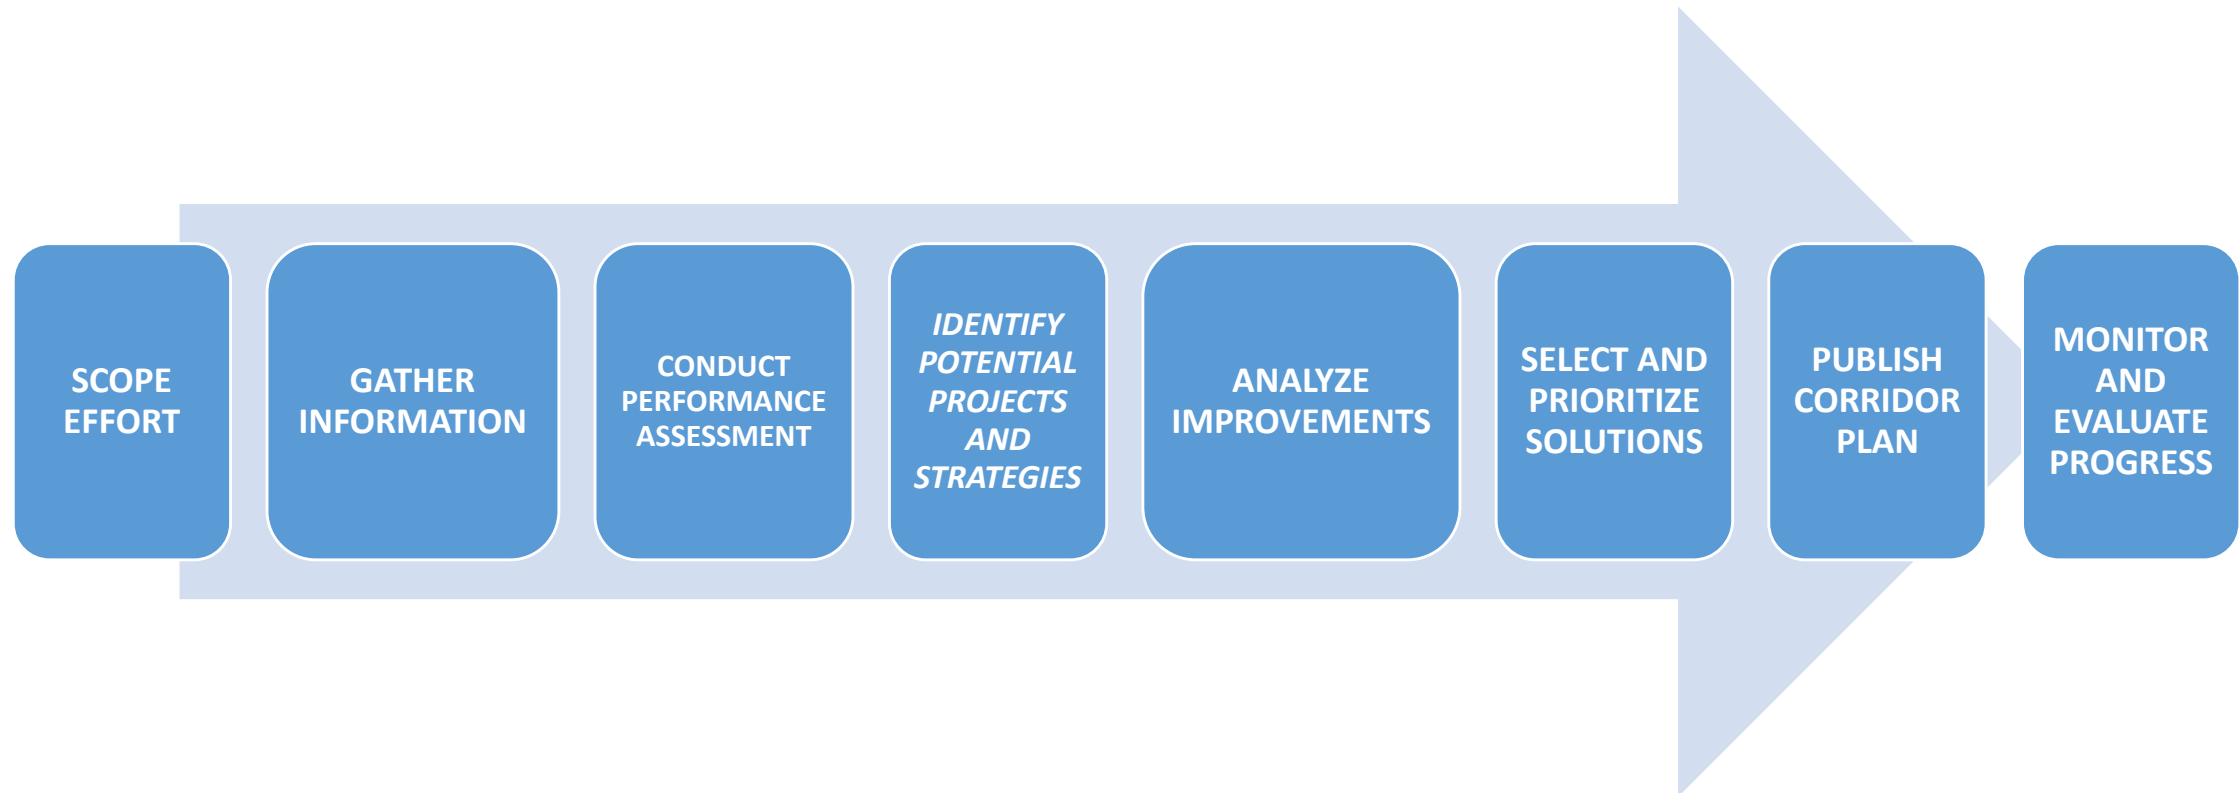 SCOPE
EFFORT
GATHER
INFORMATION
CONDUCT
PERFORMANCE
ASSESSMENT
IDENTIFY
POTENTIAL
PROJECTS
AND
STRATEGIES
ANALYZE
IMPROVEMENTS
SELECT AND
PRIORITIZE
SOLUTIONS
PUBLISH
CORRIDOR
PLAN
MONITOR
AND
EVALUATE
PROGRESS